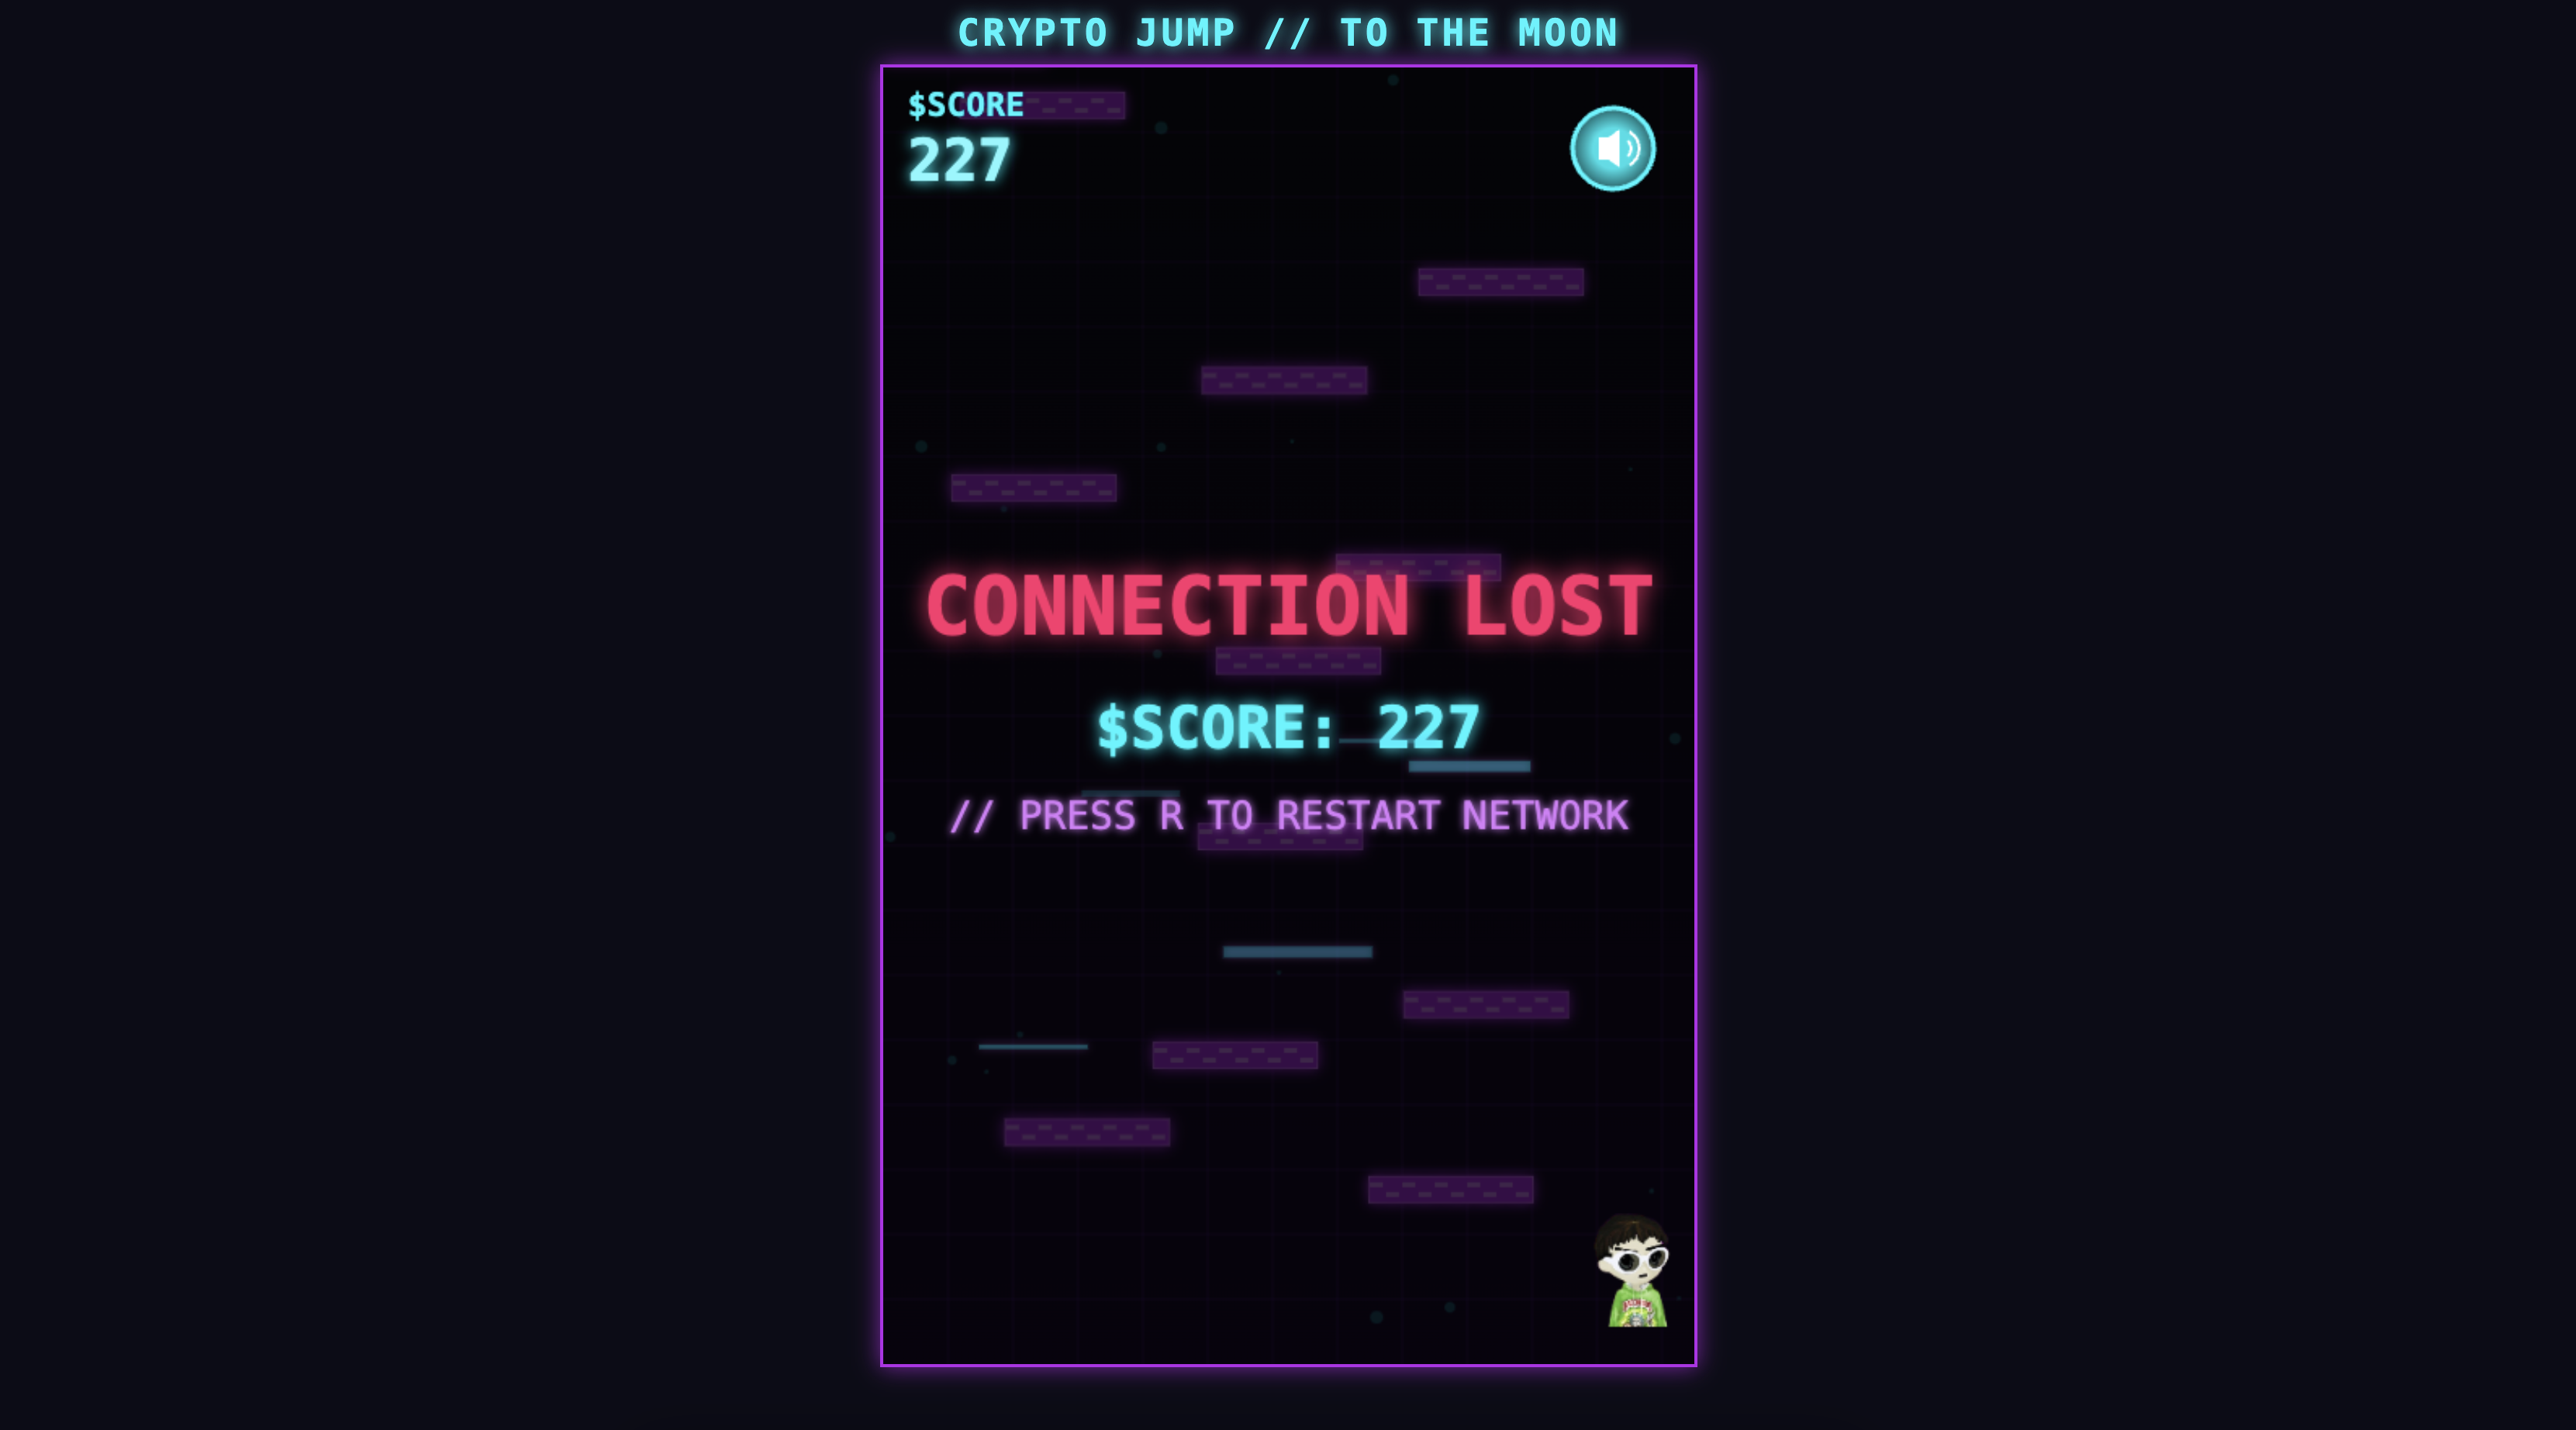 CRYPTO JUMP // TO THE MOON
$SCORE
227
CONNECTION LOST
$SCORE: 227
// PRESS R TO RESTART NETWORK